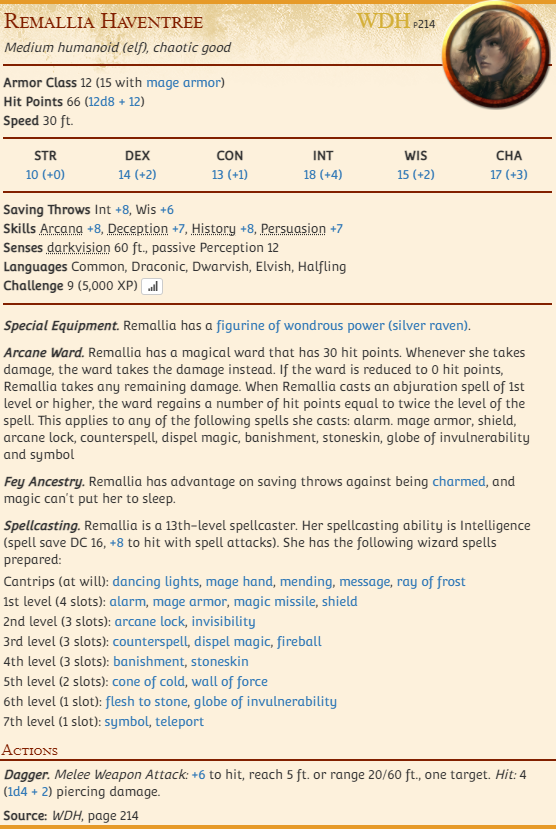 Remallia Haventree WDH P214
Medium humanoid (elf), chaotic good
Armor Class 12 (15 with mage armor)
Hit Points 66 (12d8 + 12)
Speed 30 ft.
STR DEX CON INT WIS CHA
10 (+0) 14 (+2) 13 (+1) 18 (+4) 15 (+2) 17 (+3)
Saving Throws Int +8, Wis +6
Skills Arcana +8, Deception +7, History +8, Persuasion +7
Senses darkvision 60 ft., passive Perception 12
Languages Common, Draconic, Dwarvish, Elvish, Halfling
Challenge 9 (5,000 XP)
Special Equipment. Remallia has a figurine of wondrous power (silver raven).
Arcane Ward. Remallia has a magical ward that has 30 hit points. Whenever she takes
damage, the ward takes the damage instead. If the ward is reduced to 0 hit points,
Remallia takes any remaining damage. When Remallia casts an abjuration spell of 1st
level or higher, the ward regains a number of hit points equal to twice the level of the
spell. This applies to any of the following spells she casts: alarm. mage armor, shield,
arcane lock, counterspell, dispel magic, banishment, stoneskin, globe of invulnerability
and symbol
Fey Ancestry. Remallia has advantage on saving throws against being charmed, and
magic can't put her to sleep.
Spellcasting. Remallia is a 13th-level spellcaster. Her spellcasting ability is Intelligence
(spell save DC 16, +8 to hit with spell attacks). She has the following wizard spells
prepared:
Cantrips (at will): dancing lights, mage hand, mending, message, ray of frost
1st level (4 slots): alarm, mage armor, magic missile, shield
2nd level (3 slots): arcane lock, invisibility
3rd level (3 slots): counterspell, dispel magic, fireball
4th level (3 slots): banishment, stoneskin
5th level (2 slots): cone of cold, wall of force
6th level (1 slot): flesh to stone, globe of invulnerability
7th level (1 slot): symbol, teleport
Actions
Dagger. Melee Weapon Attack: +6 to hit, reach 5 ft. or range 20/60 ft., one target. Hit: 4
(1d4 + 2) piercing damage.
Source: WDH, page 214